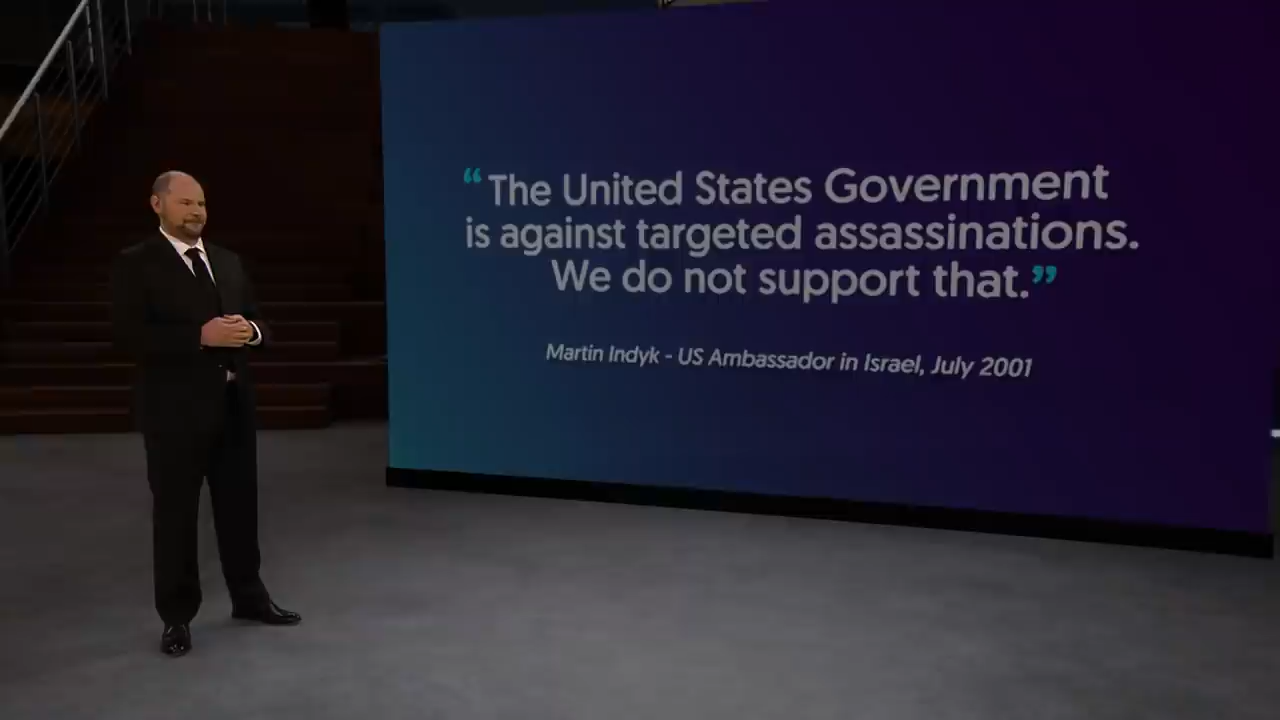 “The United States Government
is against targeted assassinations.
We do not support that.”
Martin Indyk - US Ambassador in Israel, July 2001